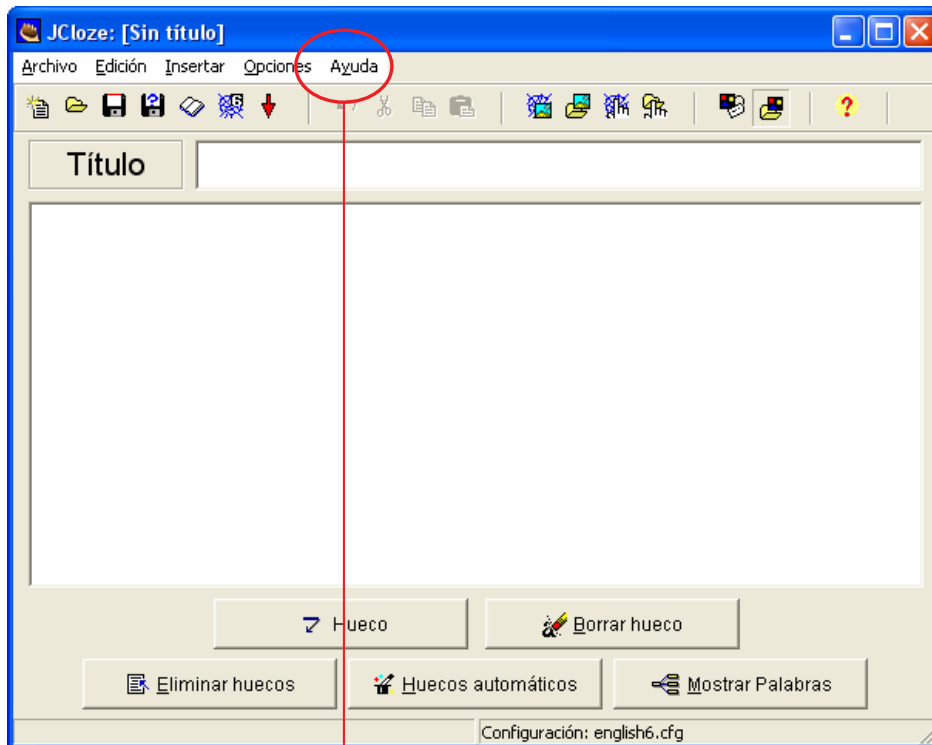 JCloze: [Sin título]
Archivo Edición Insertar Opciones Ayuda
?
Título
Hueco Borrar hueco
Eliminar huecos Huecos automáticos Mostrar Palabras
Configuración: english6.cfg